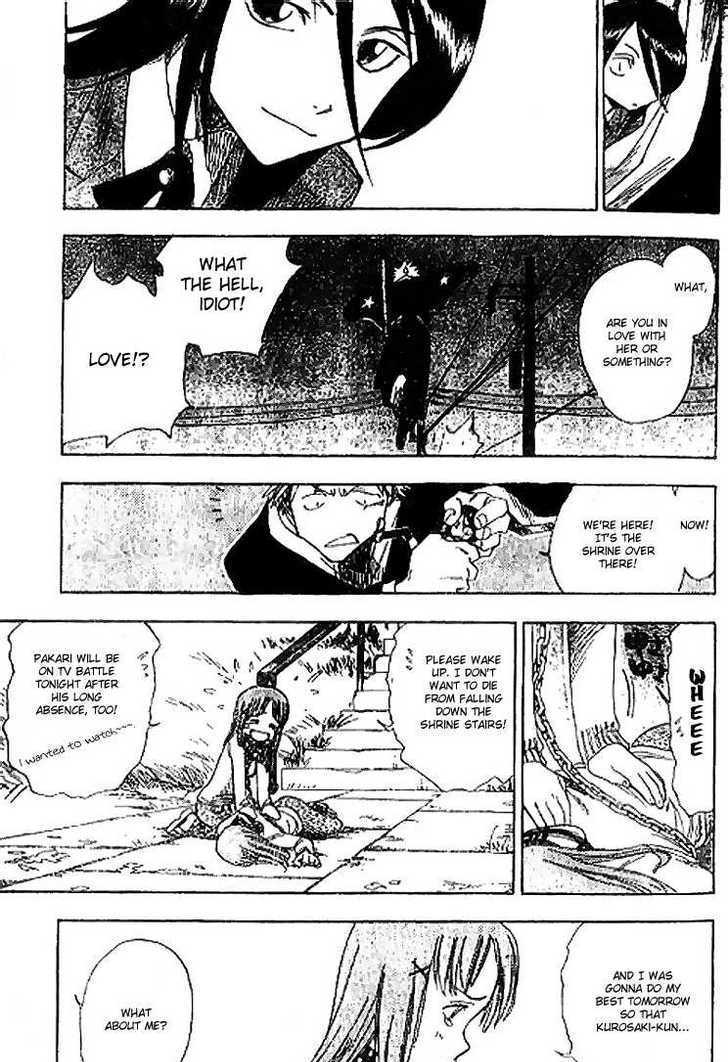 WHAT,
ARE YOU IN
LOVE WITH
HER OR
SOMETHING?
WHAT
THE HELL,
IDIOT!
LOVE!?
NOW!
WE'RE HERE!
IT'S THE
SHRINE OVER
THERE!
WHEEE
PLEASE WAKE
UP. I DON'T
WANT TO DIE
FROM FALLING
DOWN THE
SHRINE STAIRS!
PAKARI WILL BE
ON TV BATTLE
TONIGHT AFTER
HIS LONG
ABSENCE, TOO!
I wanted to watch~~~
AND I WAS
GONNA DO MY
BEST TOMORROW
SO THAT
KUROSAKI-KUN...
WHAT
ABOUT ME?